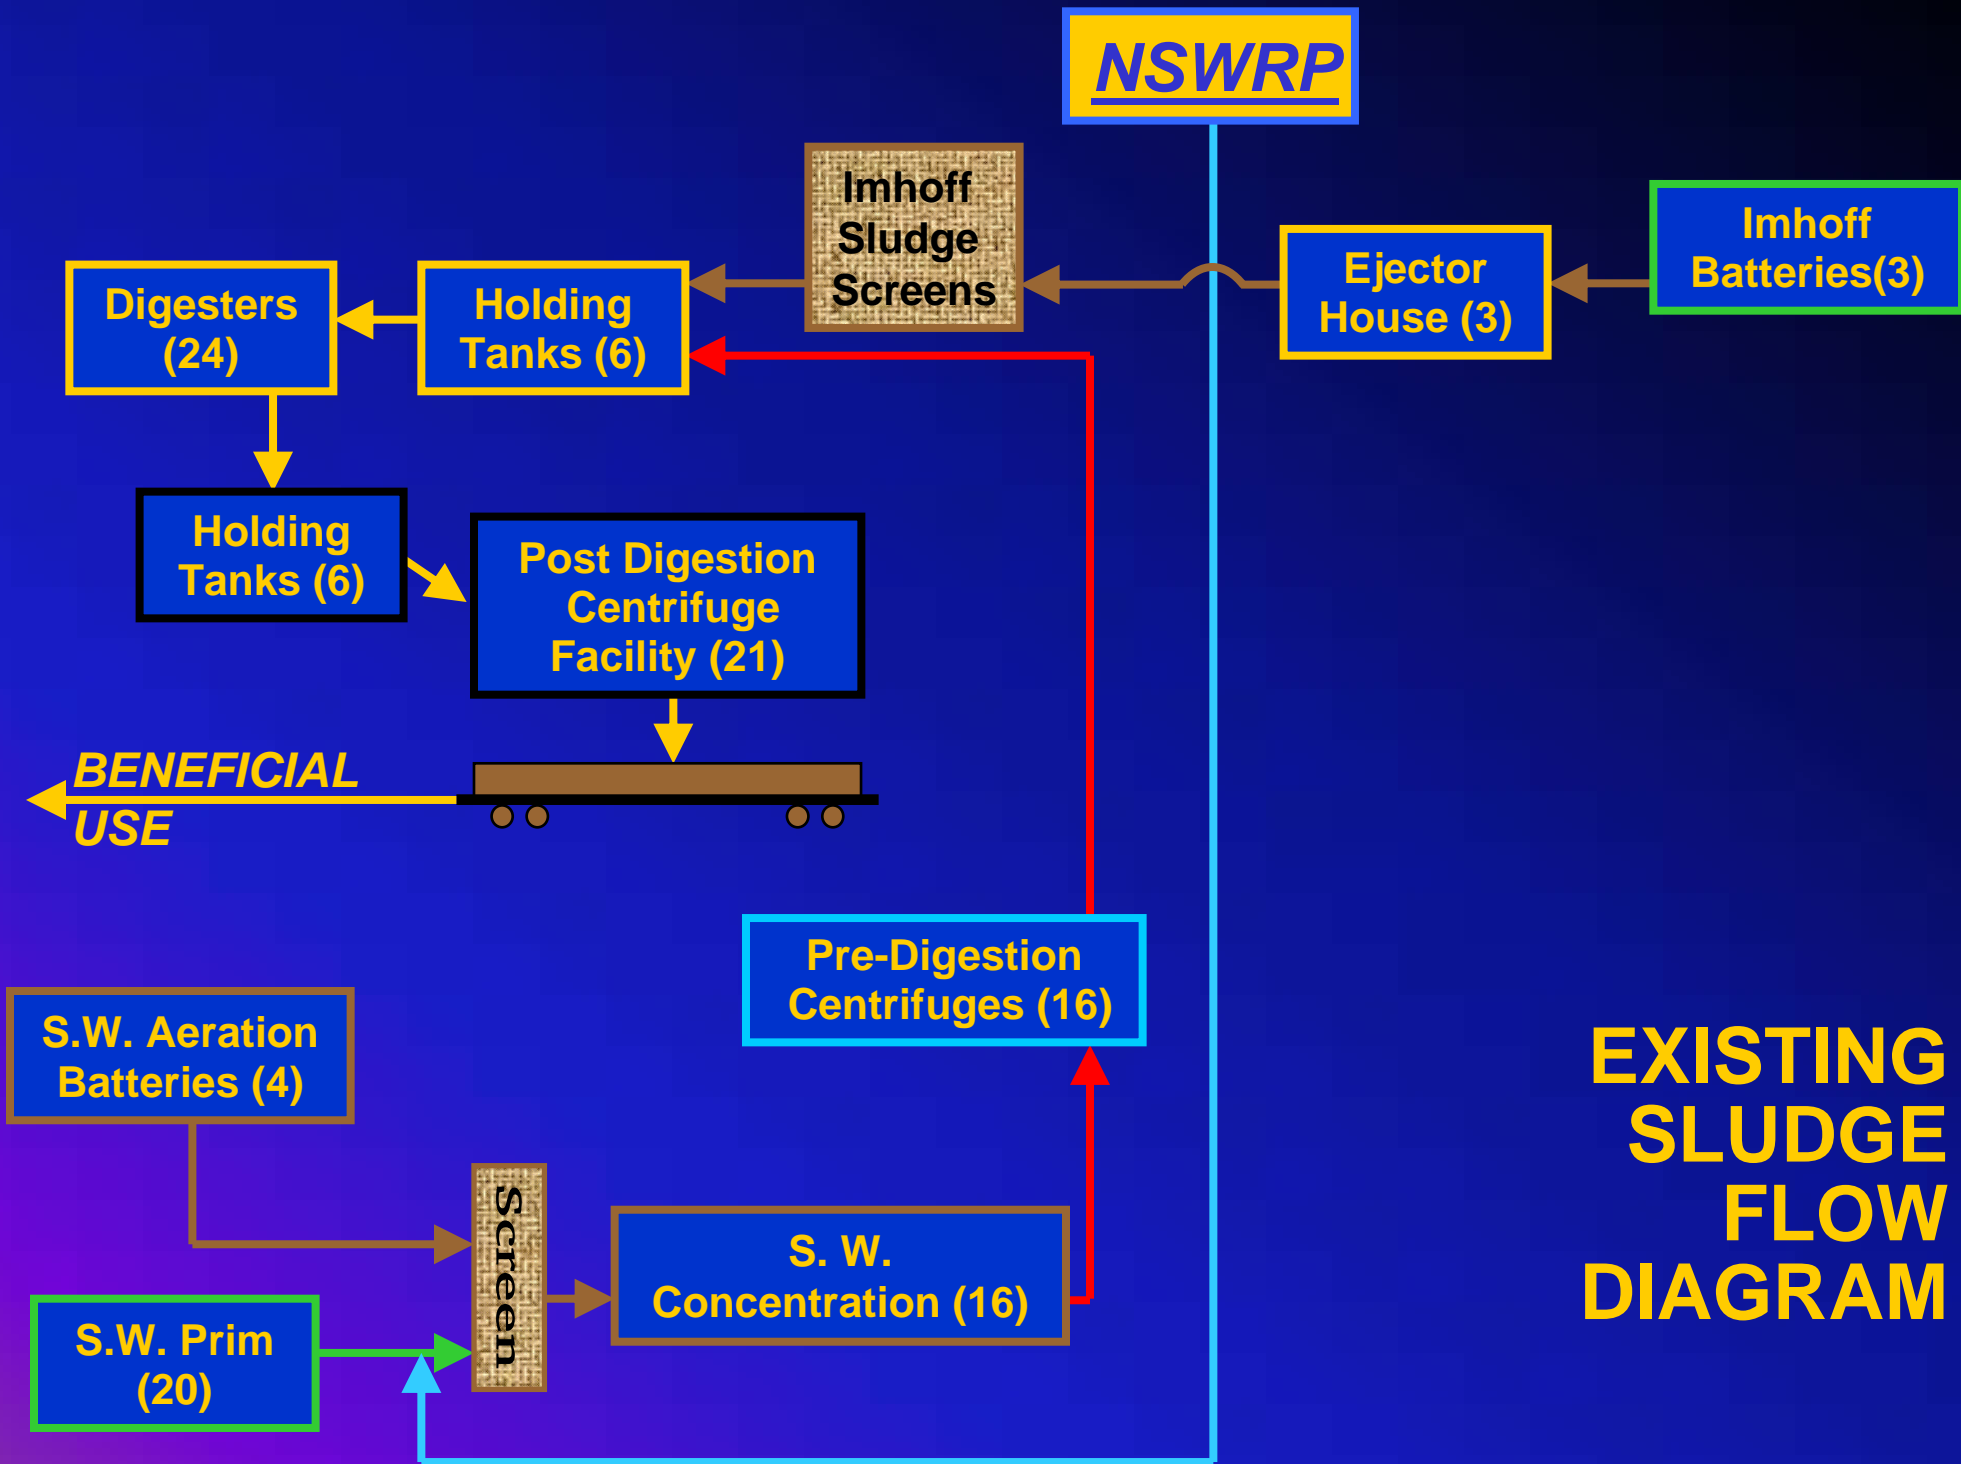 NSWRP
Imhoff
Sludge
Screens
Imhoff
Batteries(3)
Ejector
House (3)
Digesters
(24)
Holding
Tanks (6)
Holding
Tanks (6)
Post Digestion
Centrifuge
Facility (21)
BENEFICIAL
USE
Pre-Digestion
Centrifuges (16)
S.W. Aeration
Batteries (4)
Screen
S. W.
Concentration (16)
S.W. Prim
(20)
EXISTING
SLUDGE
FLOW
DIAGRAM